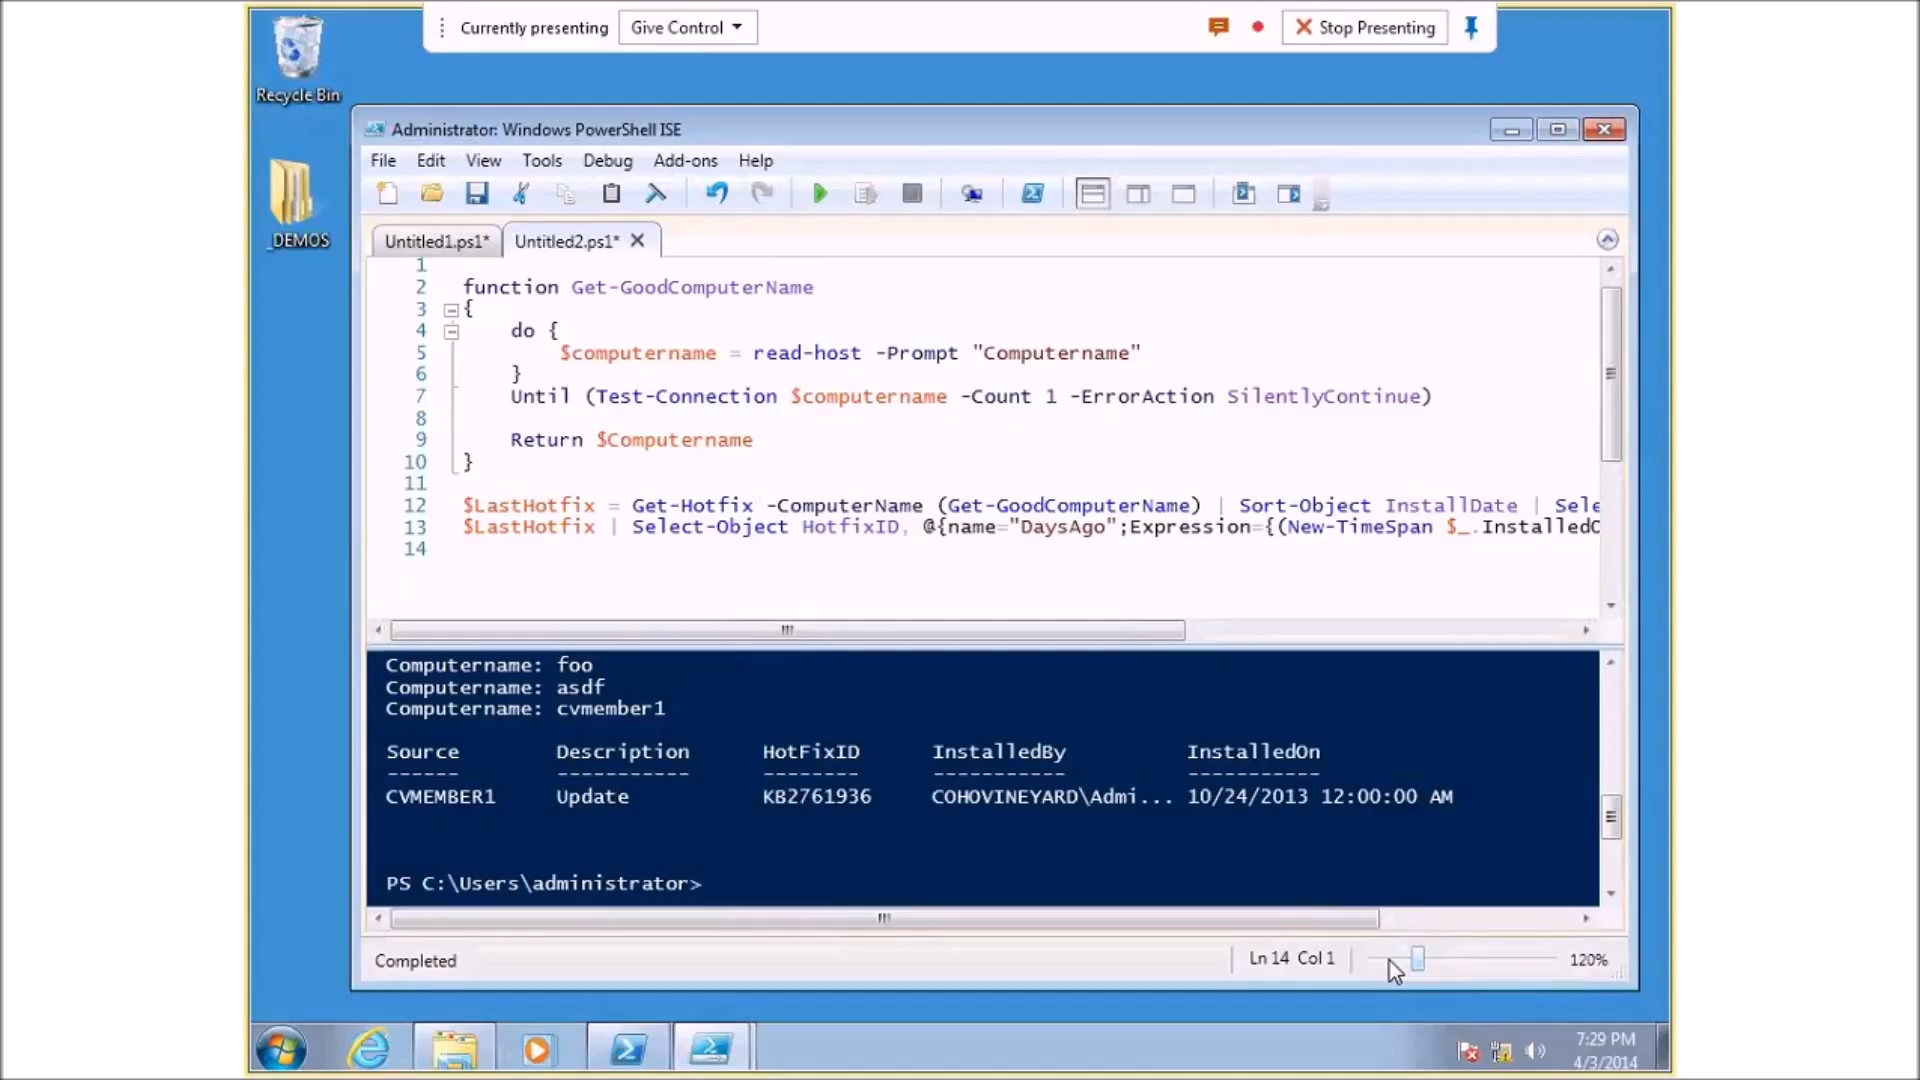 Currently presenting Give Control Stop Presenting
Recycle Bin
Administrator: Windows PowerShell ISE
File Edit View Tools Debug Add-ons Help
_DEMOS
Untitled1.ps1* Untitled2.ps1*
1
2 function Get-GoodComputerName
3 {
4 do {
5 $computername = read-host -Prompt "Computername"
6 }
7 Until (Test-Connection $computername -Count 1 -ErrorAction SilentlyContinue)
8
9 Return $Computername
10 }
11
12 $LastHotfix = Get-Hotfix -ComputerName (Get-GoodComputerName) | Sort-Object InstallDate | Sele
13 $LastHotfix | Select-Object HotfixID, @{name="DaysAgo";Expression={(New-TimeSpan $_.InstalledO
14
Computername: foo
Computername: asdf
Computername: cvmember1
Source Description HotFixID InstalledBy InstalledOn
------ ----------- -------- ----------- -----------
CVMEMBER1 Update KB2761936 COHOVINEYARD\Admi... 10/24/2013 12:00:00 AM
PS C:\Users\administrator>
Completed Ln 14 Col 1 120%
7:29 PM
4/3/2014